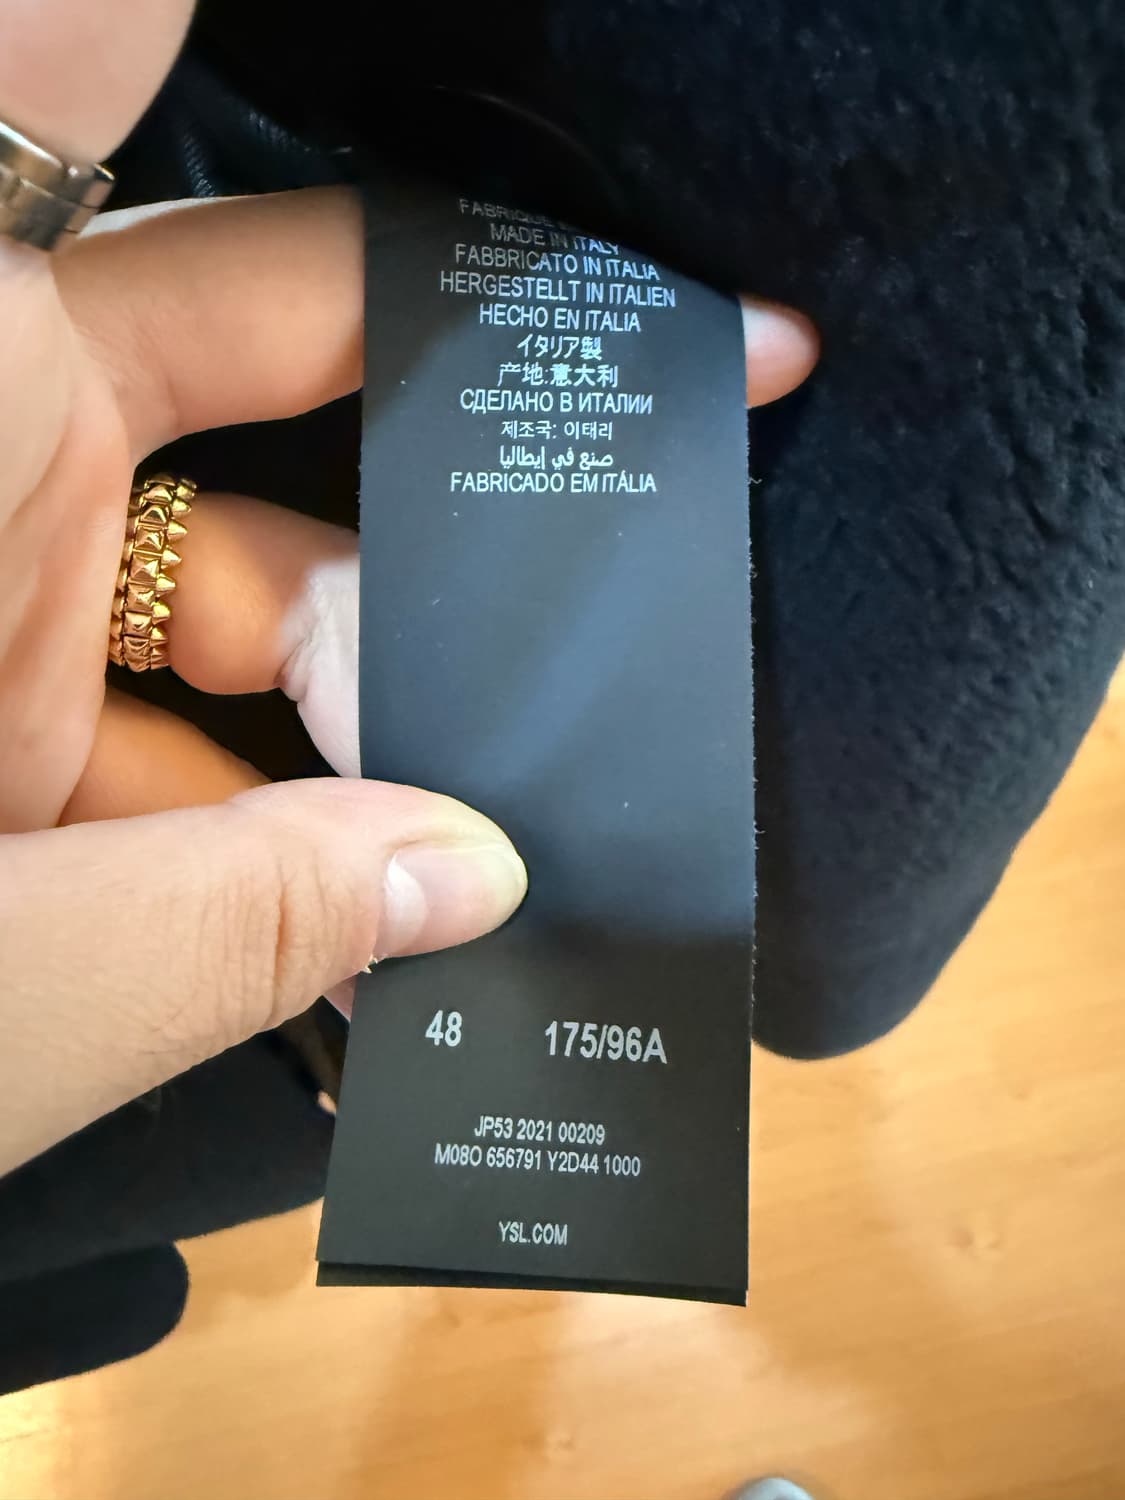 FABRIQUE
MADE IN ITALY
FABBRICATO IN ITALIA
HERGESTELLT IN ITALIEN
HECHO EN ITALIA
イタリア製
产地:意大利
СДЕЛАНО В ИТАЛИИ
제조국: 이태리
صنع في إيطاليا
FABRICADO EM ITÁLIA
48 175/96A
JP53 2021 00209
M08O 656791 Y2D44 1000
YSL.COM